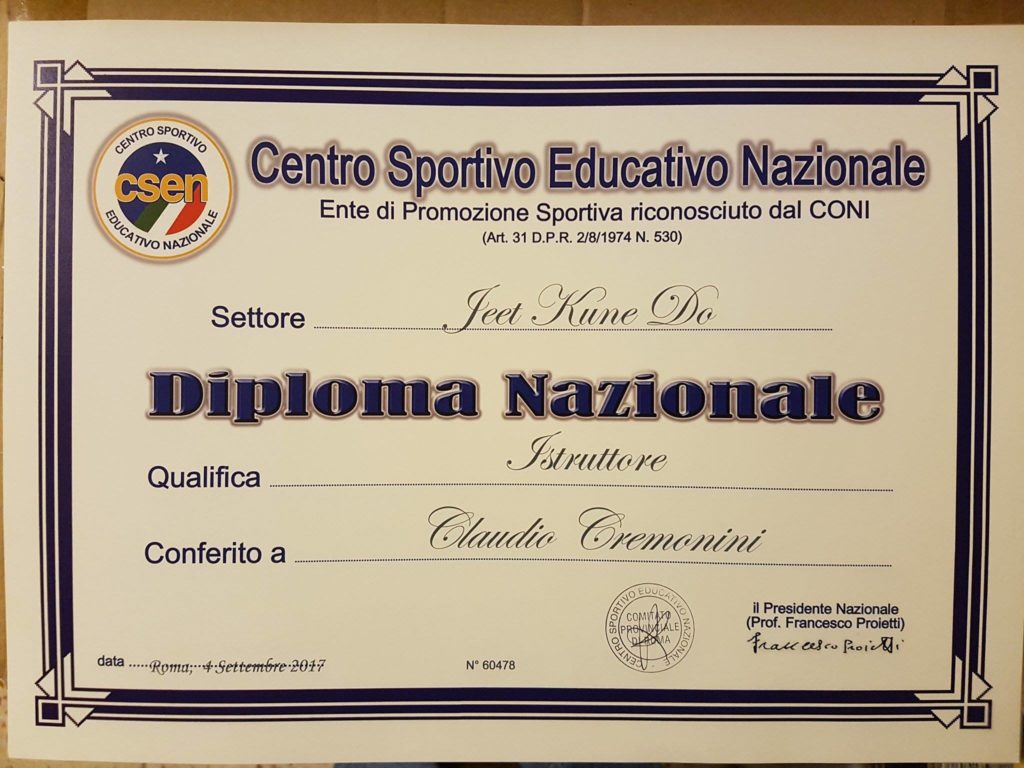 CENTRO SPORTIVO
csen
EDUCATIVO NAZIONALE
Centro Sportivo Educativo Nazionale
Ente di Promozione Sportiva riconosciuto dal CONI
(Art. 31 D.P.R. 2/8/1974 N. 530)
Settore Jeet Kune Do
Diploma Nazionale
Qualifica Istruttore
Conferito a Claudio Cremonini
CENTRO SPORTIVO EDUCATIVO NAZIONALE
COMITATO
PROVINCIALE
DI ROMA
il Presidente Nazionale
(Prof. Francesco Proietti)
Francesco Proietti
data Roma, 4 Settembre 2017
N° 60478